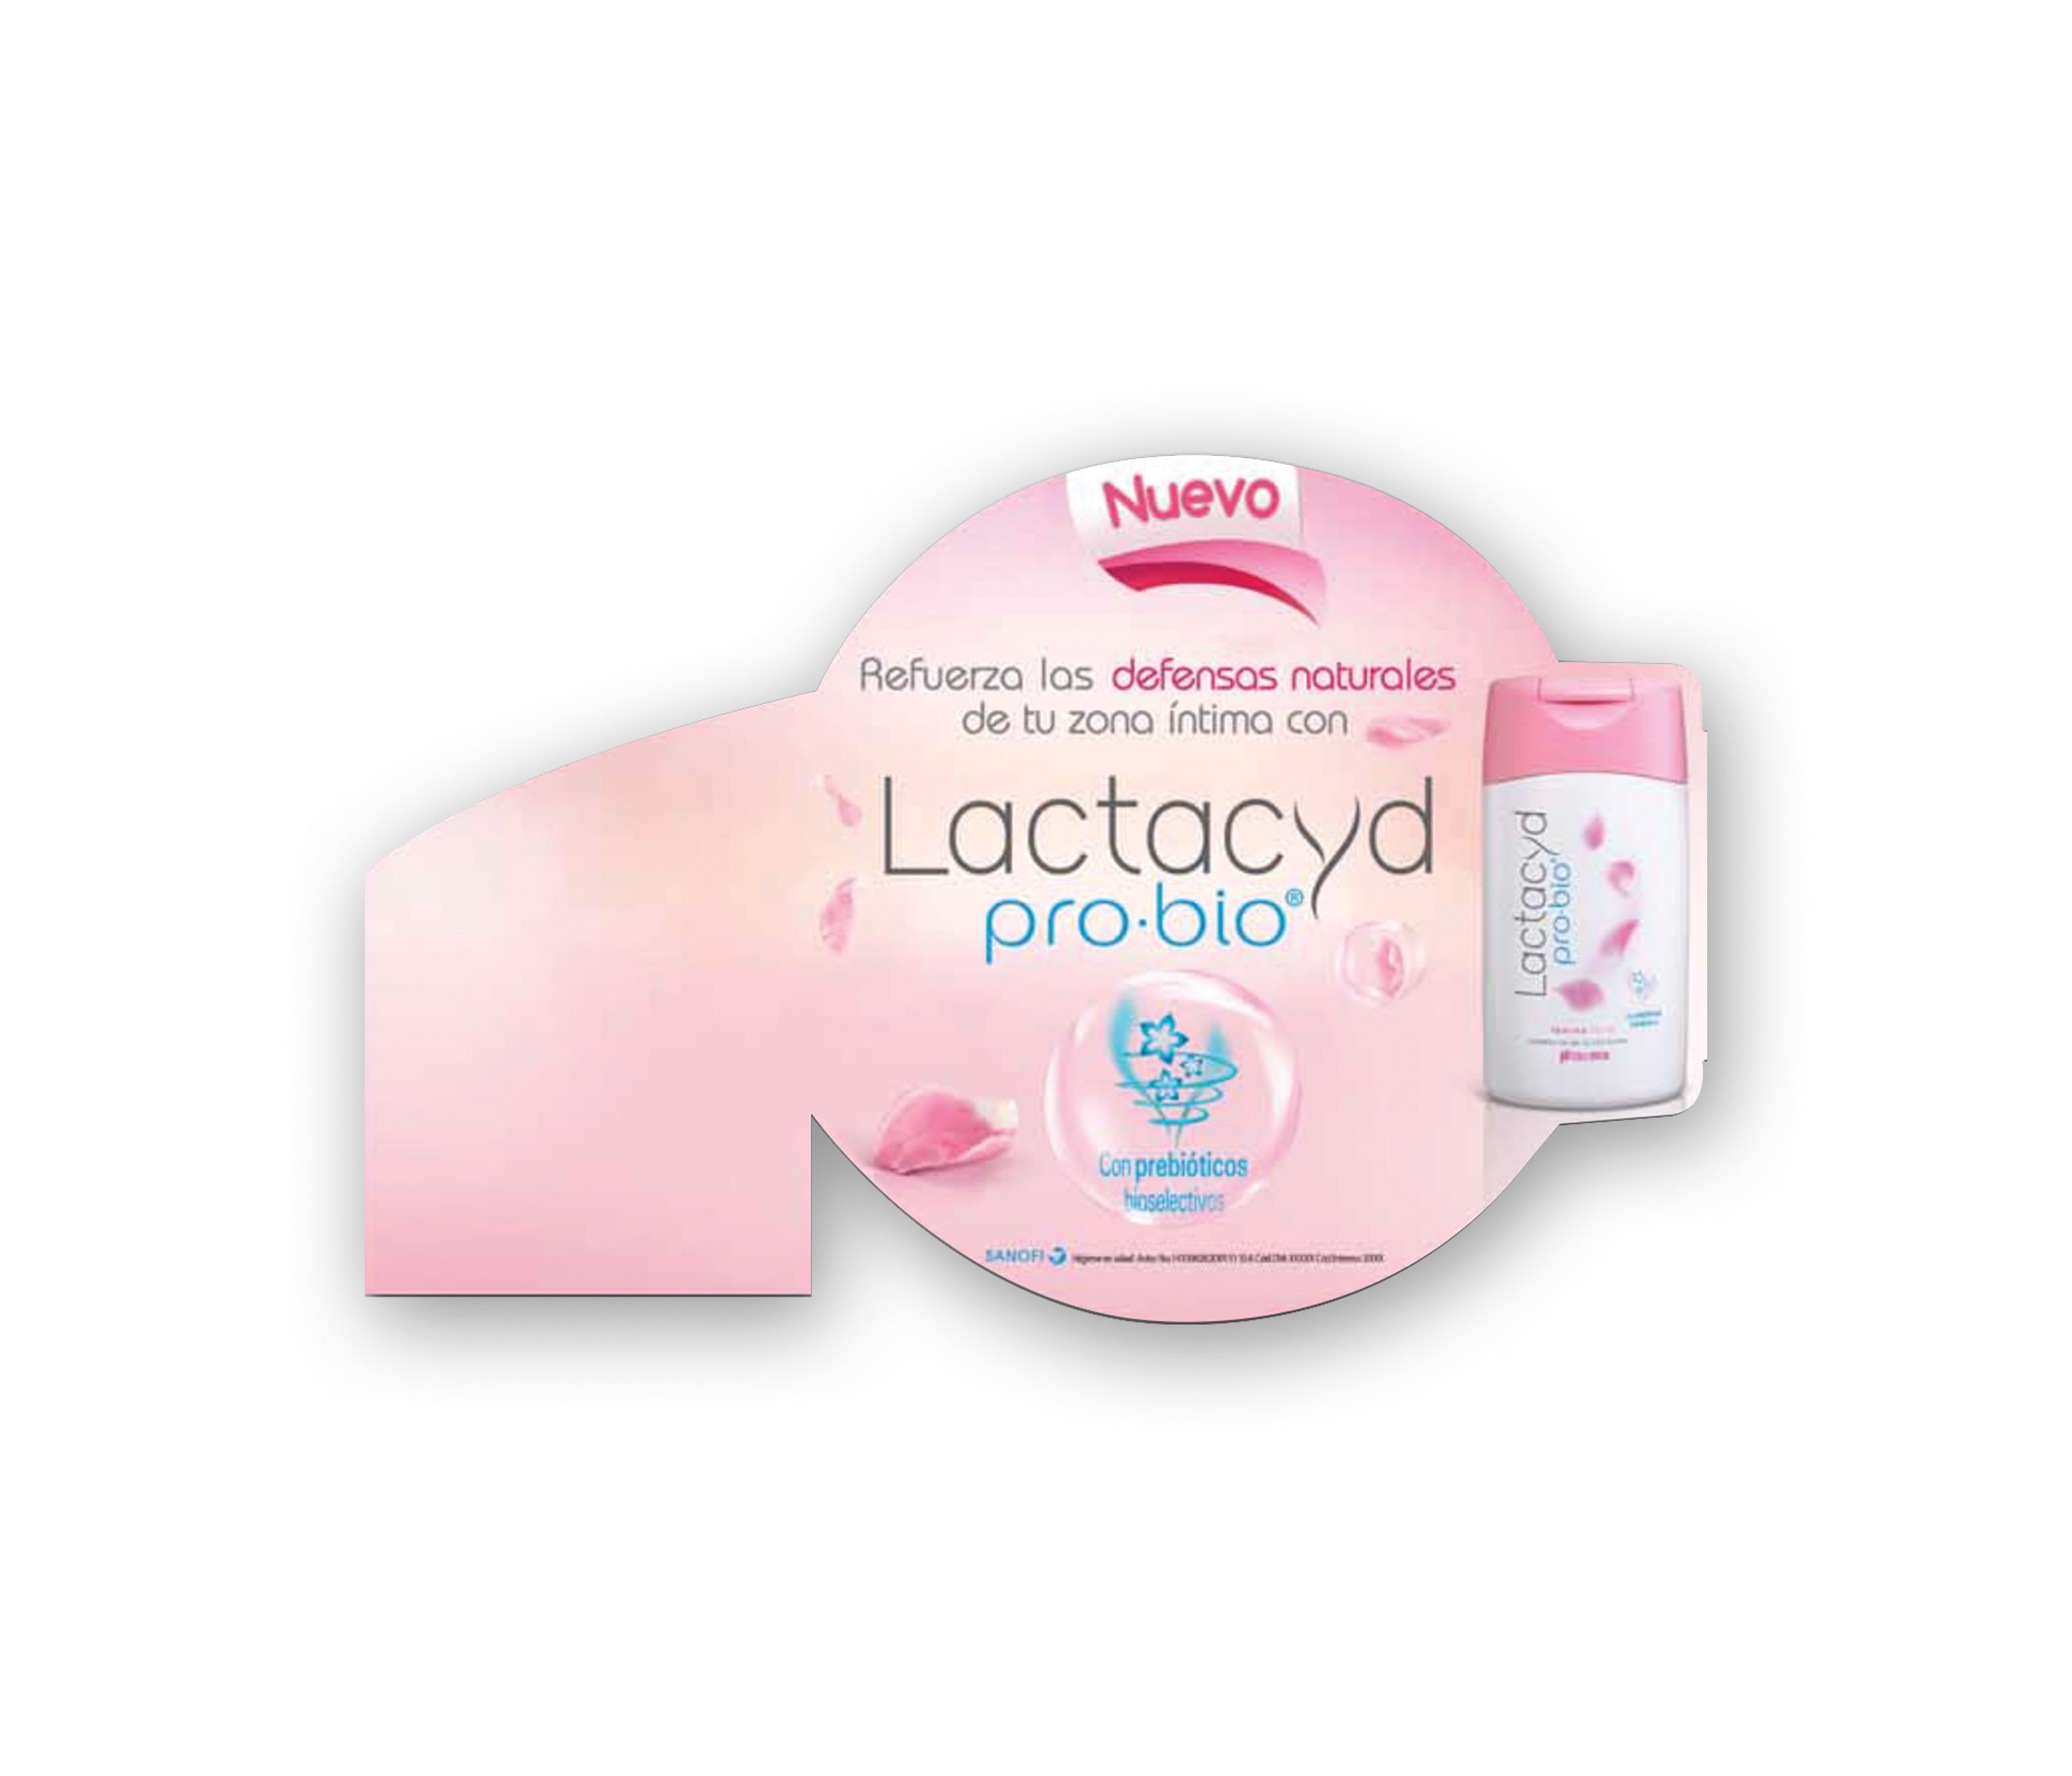 Nuevo
Refuerza las defensas naturales
de tu zona íntima con
Lactacyd
pro·bio®
Lactacyd
pro·bio®
Con prebióticos
bioselectivos
SANOFI